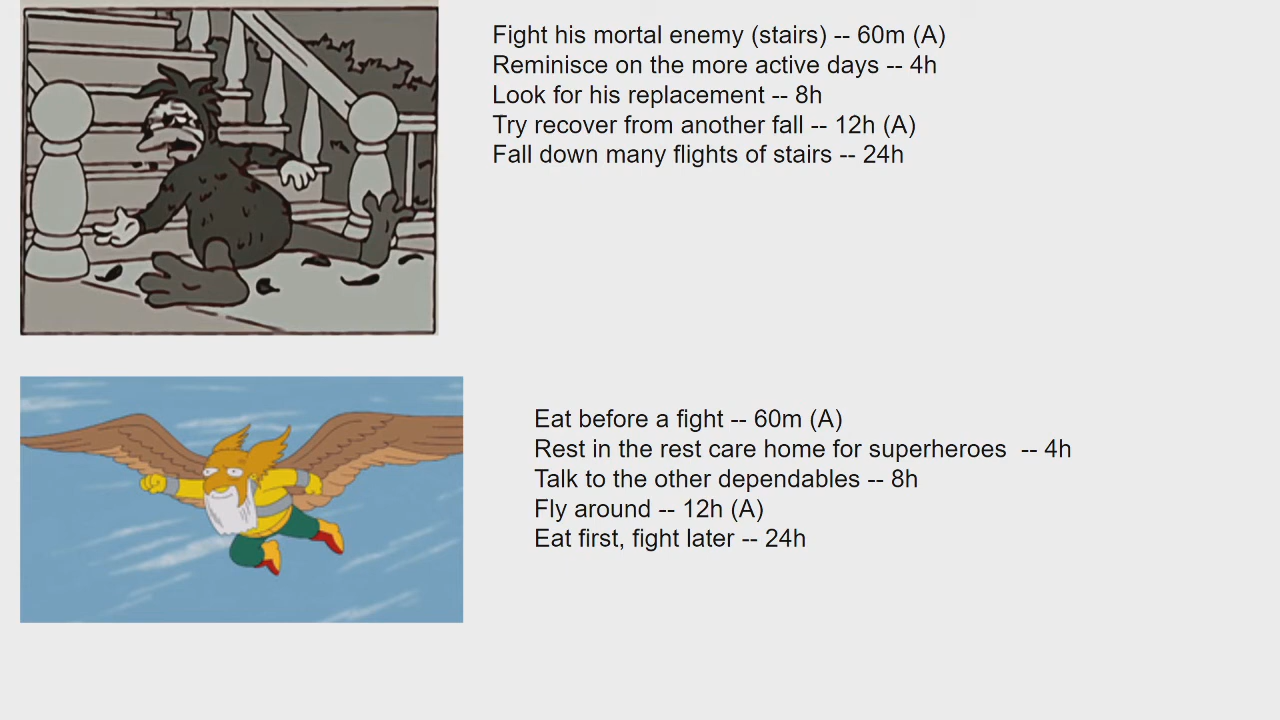 Fight his mortal enemy (stairs) -- 60m (A)
Reminisce on the more active days -- 4h
Look for his replacement -- 8h
Try recover from another fall -- 12h (A)
Fall down many flights of stairs -- 24h
Eat before a fight -- 60m (A)
Rest in the rest care home for superheroes  -- 4h
Talk to the other dependables -- 8h
Fly around -- 12h (A)
Eat first, fight later -- 24h